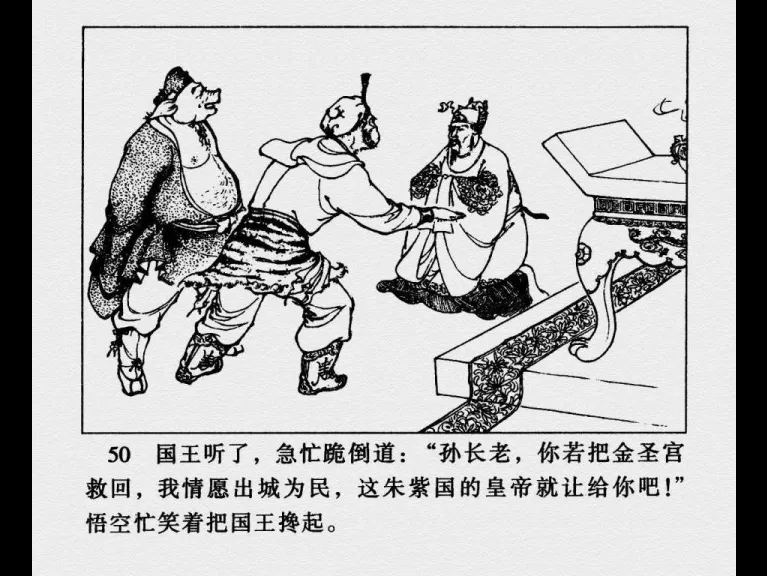 50 国王听了，急忙跪倒道：“孙长老，你若把金圣宫
救回，我情愿出城为民，这朱紫国的皇帝就让给你吧！”
悟空忙笑着把国王搀起。